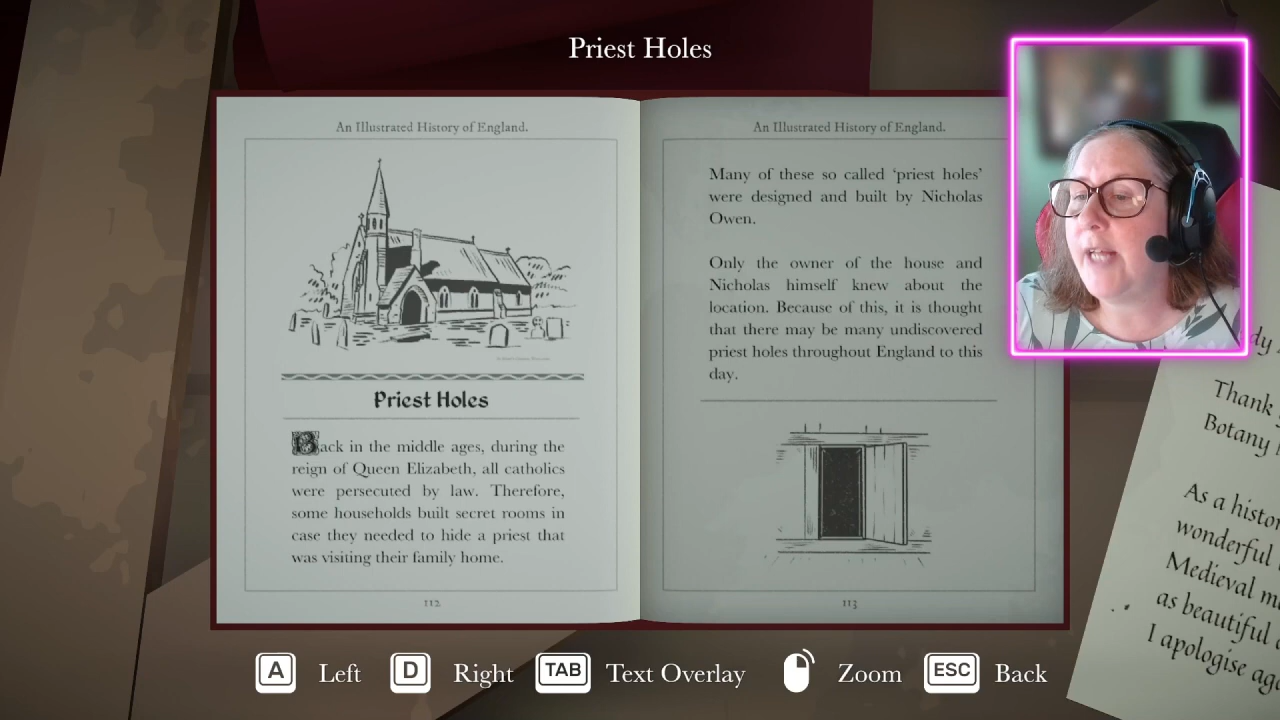 Priest Holes
An Illustrated History of England.
Priest Holes
Back in the middle ages, during the
reign of Queen Elizabeth, all catholics
were persecuted by law. Therefore,
some households built secret rooms in
case they needed to hide a priest that
was visiting their family home.
112
An Illustrated History of England.
Many of these so called 'priest holes'
were designed and built by Nicholas
Owen.
Only the owner of the house and
Nicholas himself knew about the
location. Because of this, it is thought
that there may be many undiscovered
priest holes throughout England to this
day.
113
Thank
Botany
As a histor
wonderful
Medieval
as beautiful
I apologise
A Left D Right TAB Text Overlay Zoom ESC Back